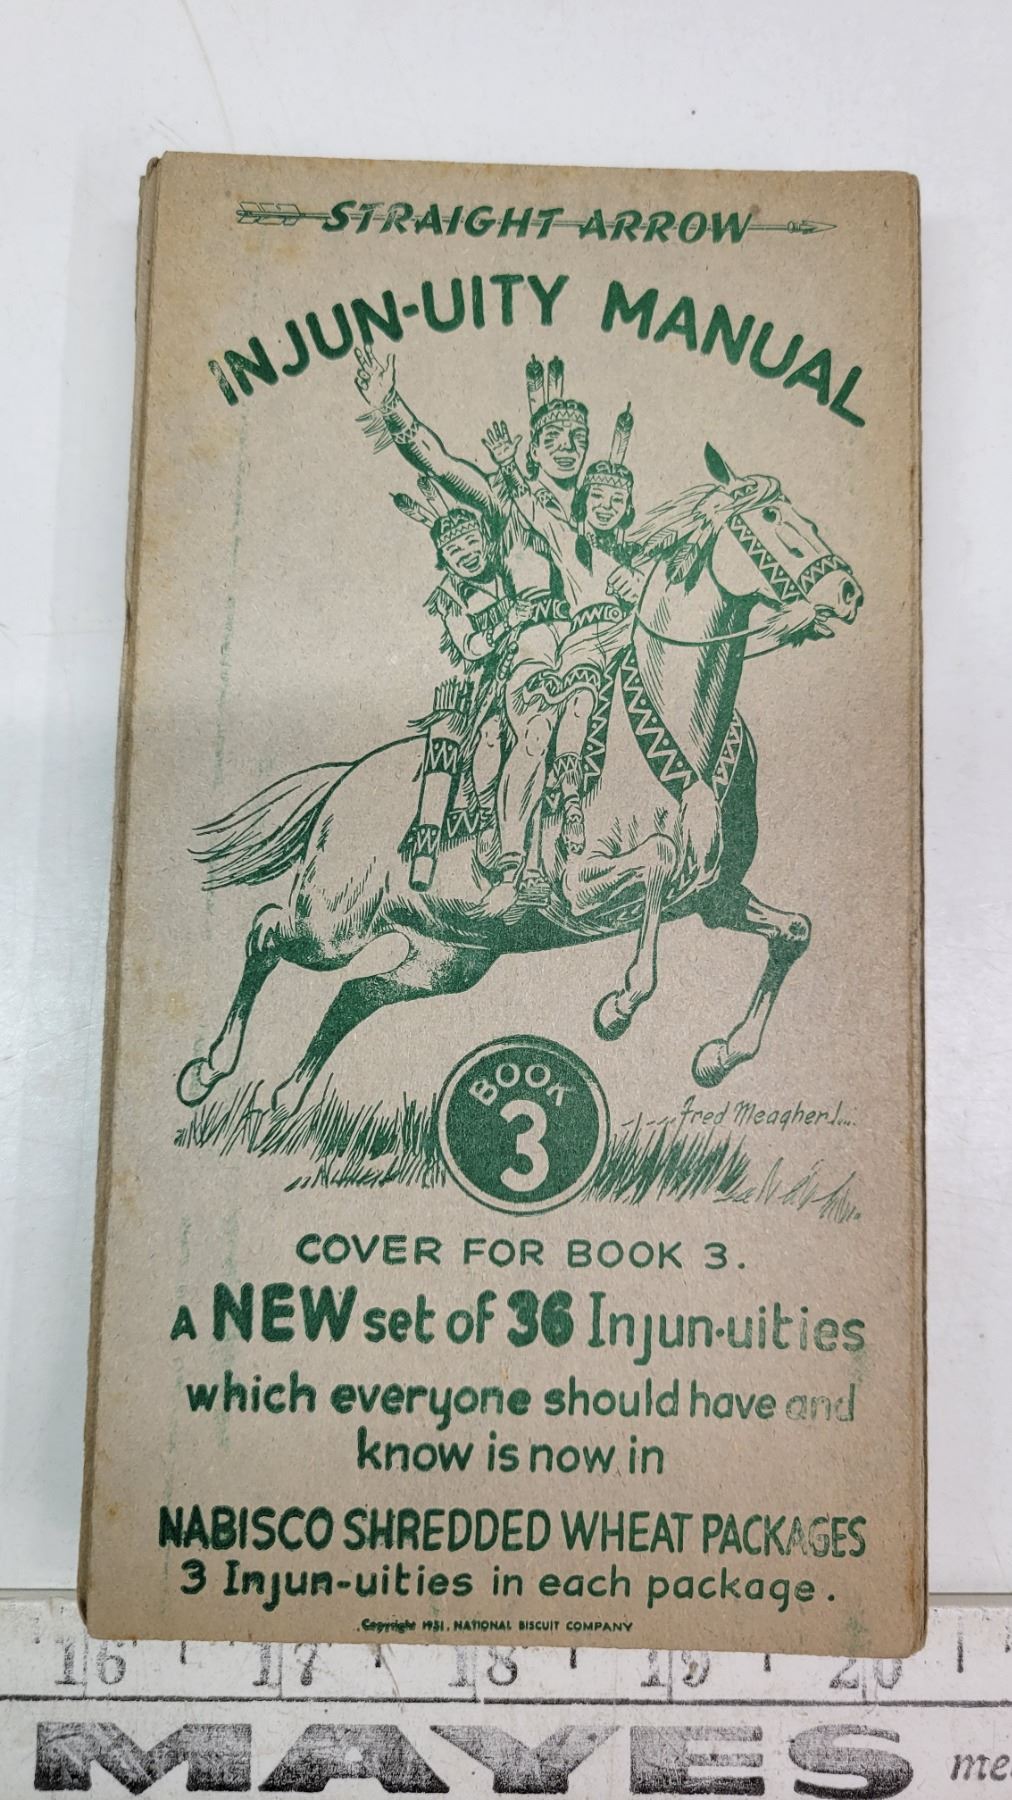 STRAIGHT ARROW
INJUN-UITY MANUAL
BOOK
3
Fred Meagher
COVER FOR BOOK 3.
A NEW set of 36 Injun-uities
which everyone should have and
know is now in
NABISCO SHREDDED WHEAT PACKAGES
3 Injun-uities in each package.
Copyright 1951, NATIONAL BISCUIT COMPANY
16 17 18 19 20
MAYES